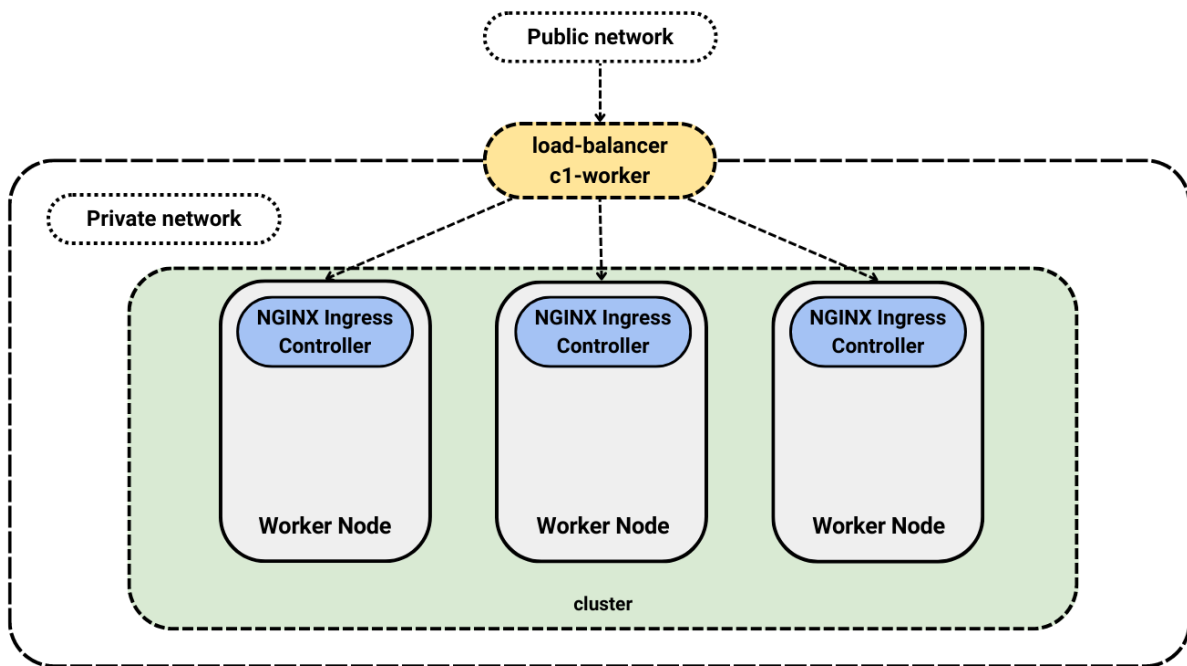 Public network
load-balancer
c1-worker
Private network
NGINX Ingress
Controller
NGINX Ingress
Controller
NGINX Ingress
Controller
Worker Node
Worker Node
Worker Node
cluster